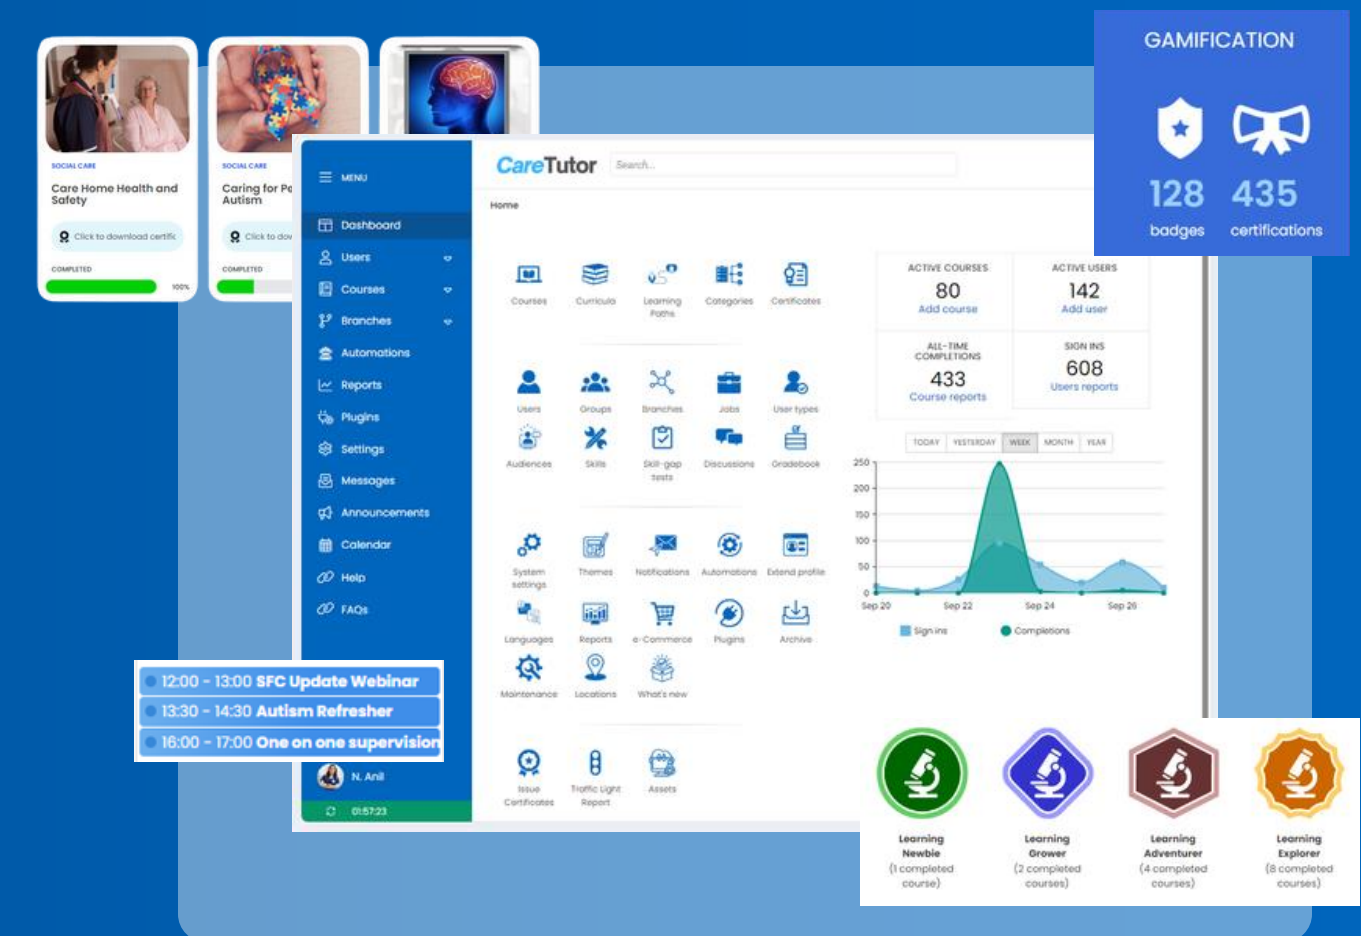 GAMIFICATION
128
badges
435
certifications
SOCIAL CARE
Care Home Health and
Safety
Click to download certific
COMPLETED
100%
SOCIAL CARE
Caring for Pe
Autism
Click to dow
COMPLETED
MENU
Dashboard
Users
Courses
Branches
Automations
Reports
Plugins
Settings
Messages
Announcements
Calendar
Help
FAQs
12:00 - 13:00 SFC Update Webinar
13:30 - 14:30 Autism Refresher
16:00 - 17:00 One on one supervision
N. Anil
01:57:23
CareTutor
Search...
Home
Courses
Curricula
Learning
Paths
Categories
Certificates
Users
Groups
Branches
Jobs
User types
Audiences
Skills
Skill-gap
tests
Discussions
Gradebook
System
settings
Themes
Notifications
Automations
Extend profile
Languages
Reports
e-Commerce
Plugins
Archive
Maintenance
Locations
What's new
Issue
Certificates
Traffic Light
Report
Assets
ACTIVE COURSES
80
Add course
ACTIVE USERS
142
Add user
ALL-TIME
COMPLETIONS
433
Course reports
SIGN INS
608
Users reports
TODAY YESTERDAY WEEK MONTH YEAR
250
200
150
100
50
0
Sep 20 Sep 22 Sep 24 Sep 26
Sign ins Completions
Learning
Newbie
(1 completed
course)
Learning
Grower
(2 completed
courses)
Learning
Adventurer
(4 completed
courses)
Learning
Explorer
(8 completed
courses)